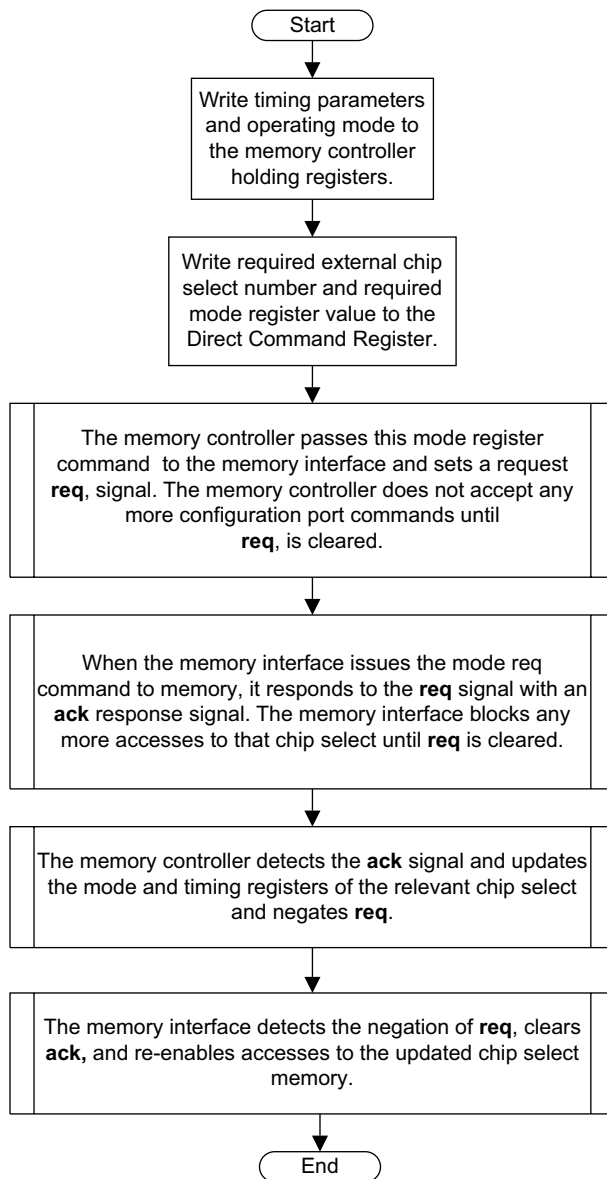 Start
Write timing parameters
and operating mode to
the memory controller
holding registers.
Write required external chip
select number and required
mode register value to the
Direct Command Register.
The memory controller passes this mode register
command to the memory interface and sets a request
req, signal. The memory controller does not accept any
more configuration port commands until
req, is cleared.
When the memory interface issues the mode req
command to memory, it responds to the req signal with an
ack response signal. The memory interface blocks any
more accesses to that chip select until req is cleared.
The memory controller detects the ack signal and updates
the mode and timing registers of the relevant chip select
and negates req.
The memory interface detects the negation of req, clears
ack, and re-enables accesses to the updated chip select
memory.
End